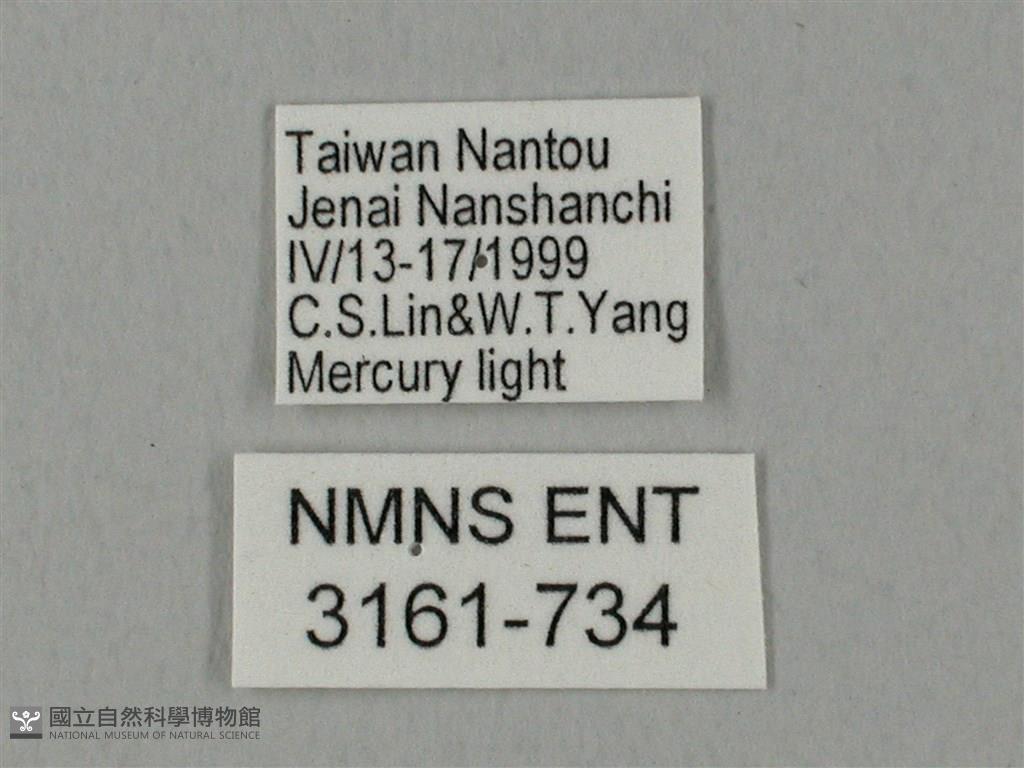 Taiwan Nantou
Jenai Nanshanchi
IV/13-17/1999
C.S.Lin&W.T.Yang
Mercury light
NMNS ENT
3161-734
國立自然科學博物館
NATIONAL MUSEUM OF NATURAL SCIENCE